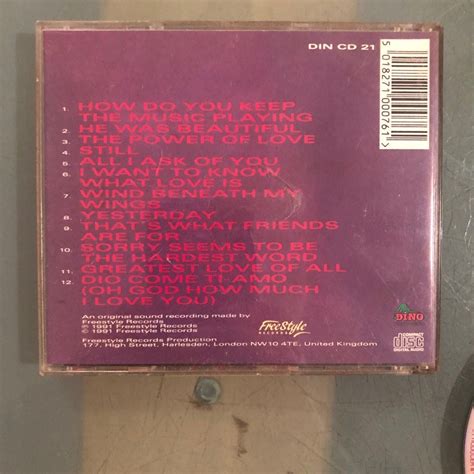 DIN CD 21
5 018271 000761
1. HOW DO YOU KEEP
THE MUSIC PLAYING
2. HE WAS BEAUTIFUL
3. THE POWER OF LOVE
4. STILL
5. ALL I ASK OF YOU
6. I WANT TO KNOW
WHAT LOVE IS
7. WIND BENEATH MY
WINGS
8. YESTERDAY
9. THAT'S WHAT FRIENDS
ARE FOR
10. SORRY SEEMS TO BE
THE HARDEST WORD
11. GREATEST LOVE OF ALL
12. DIO COME TI AMO
(OH GOD HOW MUCH
I LOVE YOU)
An original sound recording made by
Freestyle Records
℗ 1991 Freestyle Records
© 1991 Freestyle Records
Freestyle Records Production
177, High Street, Harlesden, London NW10 4TE, United Kingdom
FreeStyle
RECORDS
DINO
COMPACT
disc
DIGITAL AUDIO